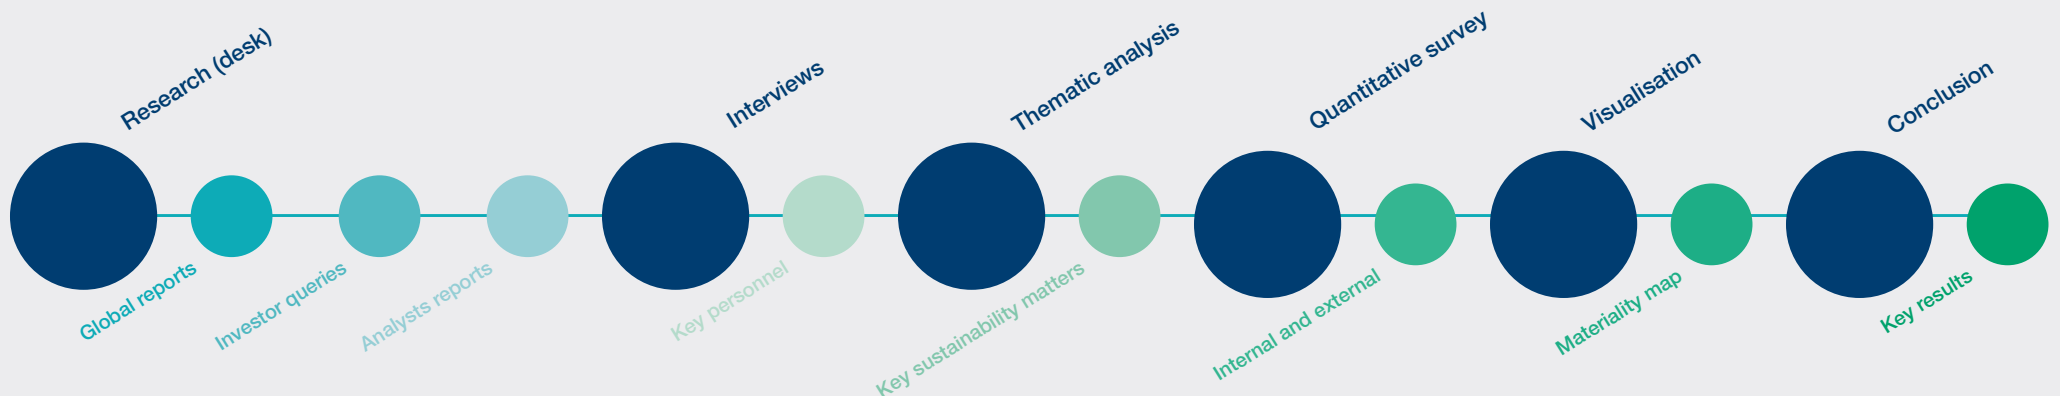 Research (desk)
Global reports
Investor queries
Analysts reports
Interviews
Key personnel
Thematic analysis
Key sustainability matters
Quantitative survey
Internal and external
Visualisation
Materiality map
Conclusion
Key results